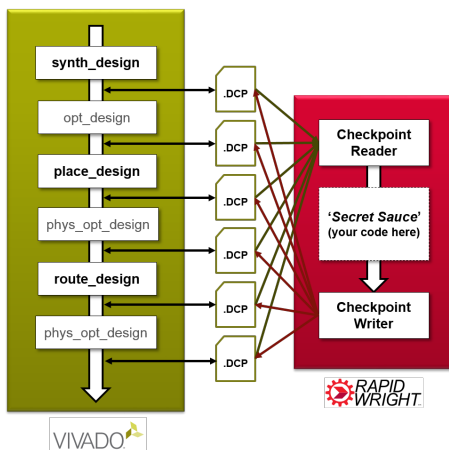 synth_design
opt_design
place_design
phys_opt_design
route_design
phys_opt_design
.DCP
.DCP
.DCP
.DCP
.DCP
.DCP
Checkpoint
Reader
‘Secret Sauce’
(your code here)
Checkpoint
Writer
VIVADO
RAPID
WRIGHT